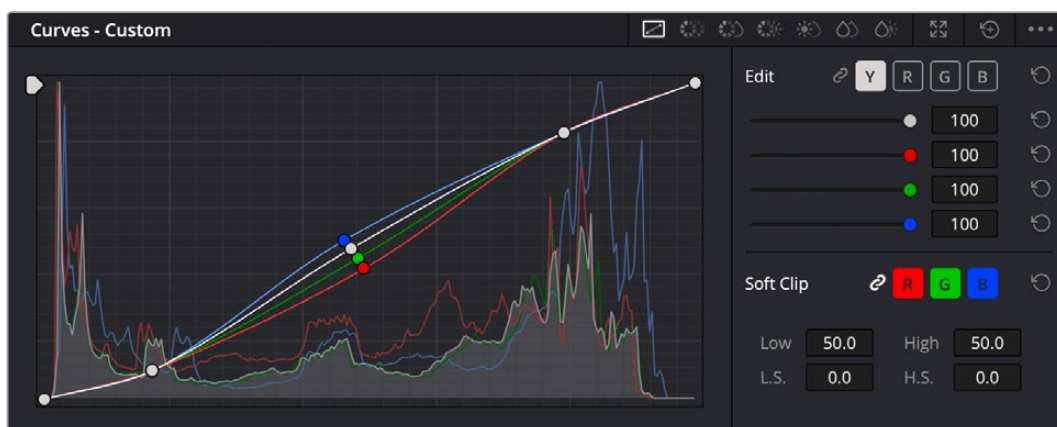 Curves - Custom
Edit Y R G B
100
100
100
100
Soft Clip R G B
Low 50.0 High 50.0
L.S. 0.0 H.S. 0.0